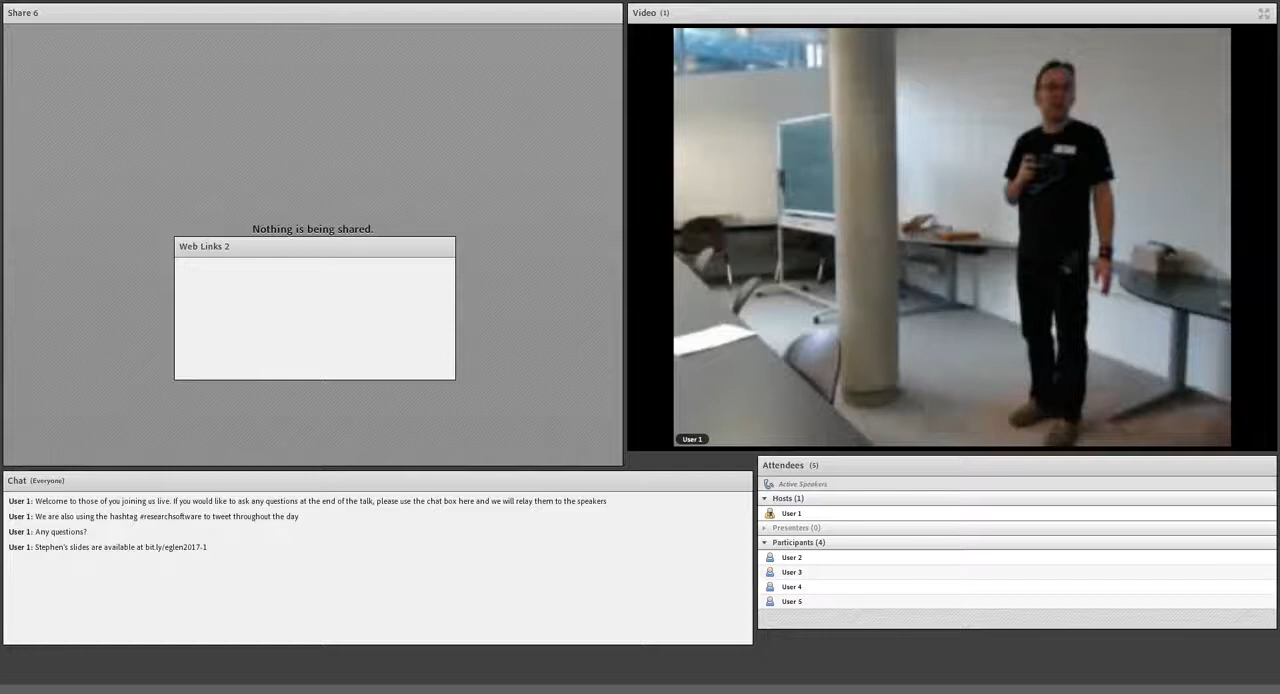 Share 6
Nothing is being shared.
Web Links 2
Video (1)
User 1
Chat (Everyone)
User 1: Welcome to those of you joining us live. If you would like to ask any questions at the end of the talk, please use the chat box here and we will relay them to the speakers
User 1: We are also using the hashtag #researchsoftware to tweet throughout the day
User 1: Any questions?
User 1: Stephen's slides are available at bit.ly/eglen2017-1
Attendees (5)
Active Speakers
Hosts (1)
User 1
Presenters (0)
Participants (4)
User 2
User 3
User 4
User 5